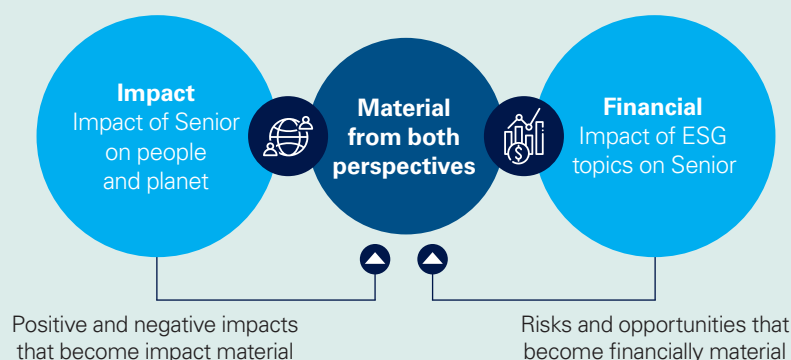 Impact
Impact of Senior
on people
and planet
Material
from both
perspectives
Financial
Impact of ESG
topics on Senior
Positive and negative impacts
that become impact material
Risks and opportunities that
become financially material